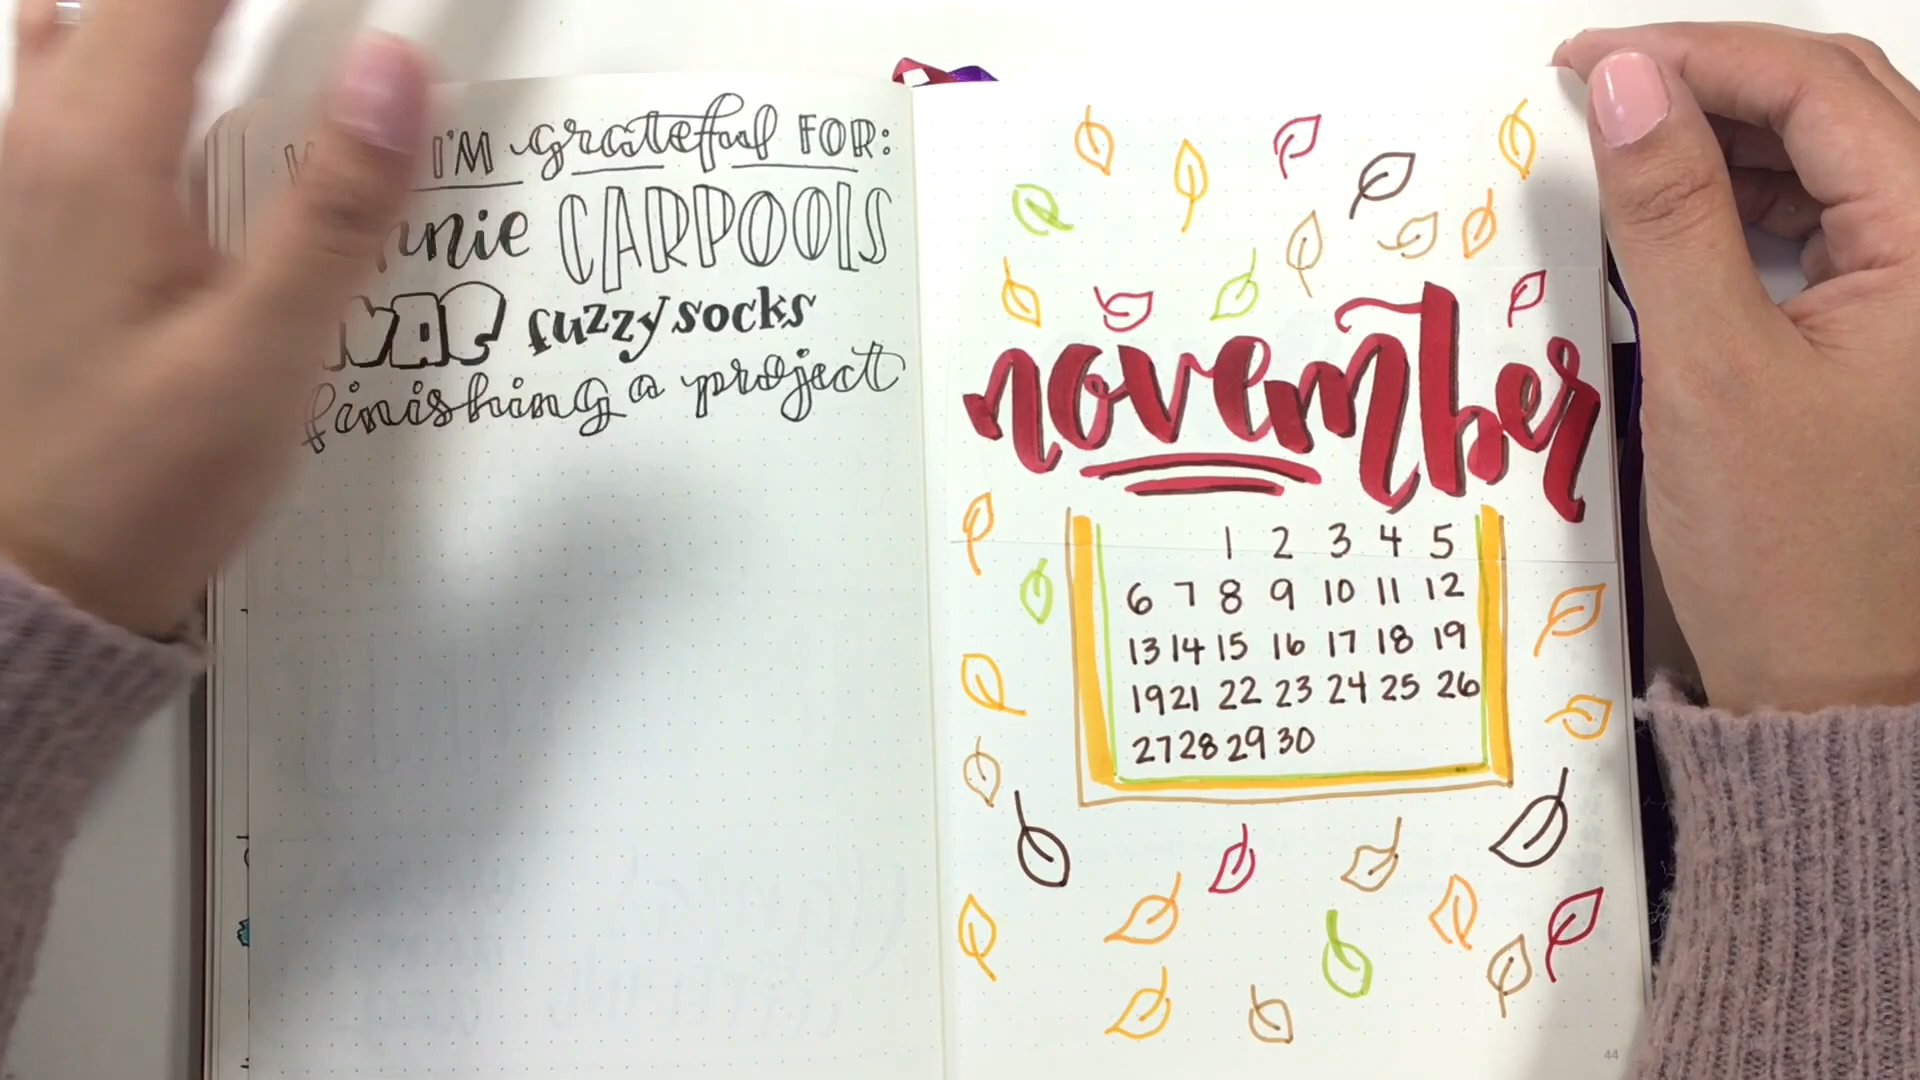 I'M grateful FOR:
CARPOOLS
fuzzy socks
finishing a project
november
1 2 3 4 5
6 7 8 9 10 11 12
13 14 15 16 17 18 19
19 21 22 23 24 25 26
27 28 29 30
44